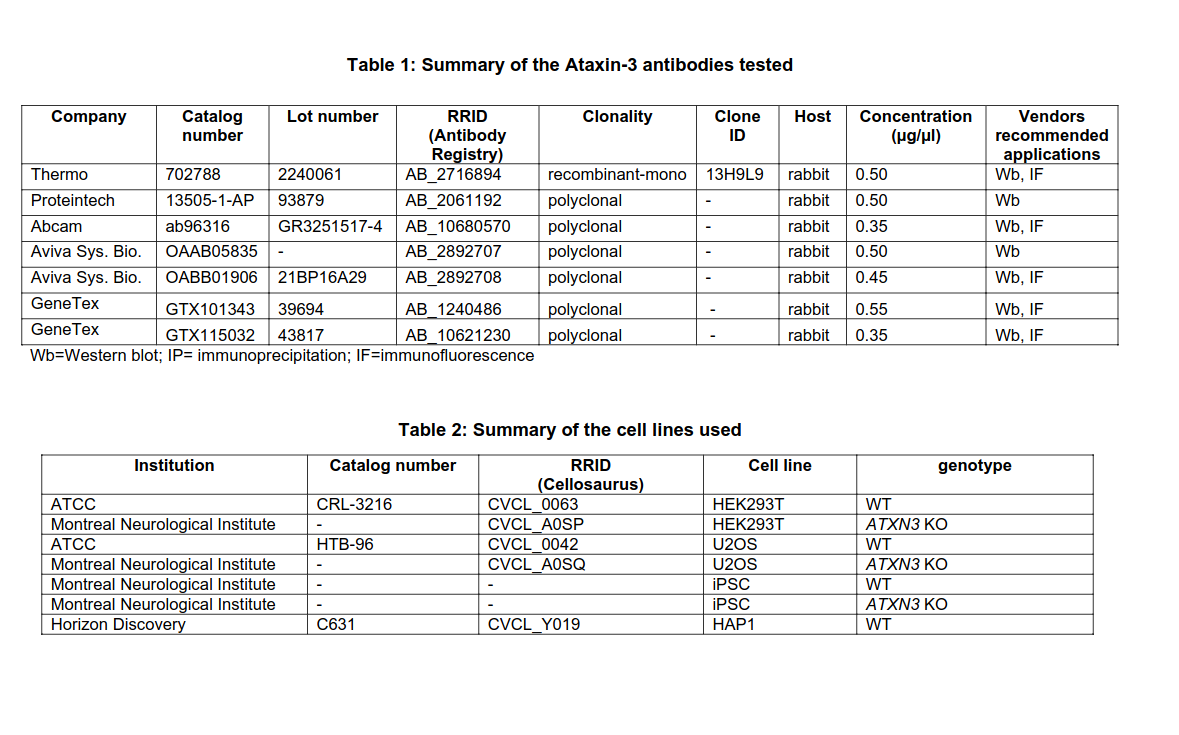 Table 1: Summary of the Ataxin-3 antibodies tested
Company Catalog number Lot number RRID (Antibody Registry) Clonality Clone ID Host Concentration (µg/µl) Vendors recommended applications
Thermo 702788 2240061 AB_2716894 recombinant-mono 13H9L9 rabbit 0.50 Wb, IF
Proteintech 13505-1-AP 93879 AB_2061192 polyclonal - rabbit 0.50 Wb
Abcam ab96316 GR3251517-4 AB_10680570 polyclonal - rabbit 0.35 Wb, IF
Aviva Sys. Bio. OAAB05835 - AB_2892707 polyclonal - rabbit 0.50 Wb
Aviva Sys. Bio. OABB01906 21BP16A29 AB_2892708 polyclonal - rabbit 0.45 Wb, IF
GeneTex GTX101343 39694 AB_1240486 polyclonal - rabbit 0.55 Wb, IF
GeneTex GTX115032 43817 AB_10621230 polyclonal - rabbit 0.35 Wb, IF
Wb=Western blot; IP= immunoprecipitation; IF=immunofluorescence
Table 2: Summary of the cell lines used
Institution Catalog number RRID (Cellosaurus) Cell line genotype
ATCC CRL-3216 CVCL_0063 HEK293T WT
Montreal Neurological Institute - CVCL_A0SP HEK293T ATXN3 KO
ATCC HTB-96 CVCL_0042 U2OS WT
Montreal Neurological Institute - CVCL_A0SQ U2OS ATXN3 KO
Montreal Neurological Institute - - iPSC WT
Montreal Neurological Institute - - iPSC ATXN3 KO
Horizon Discovery C631 CVCL_Y019 HAP1 WT